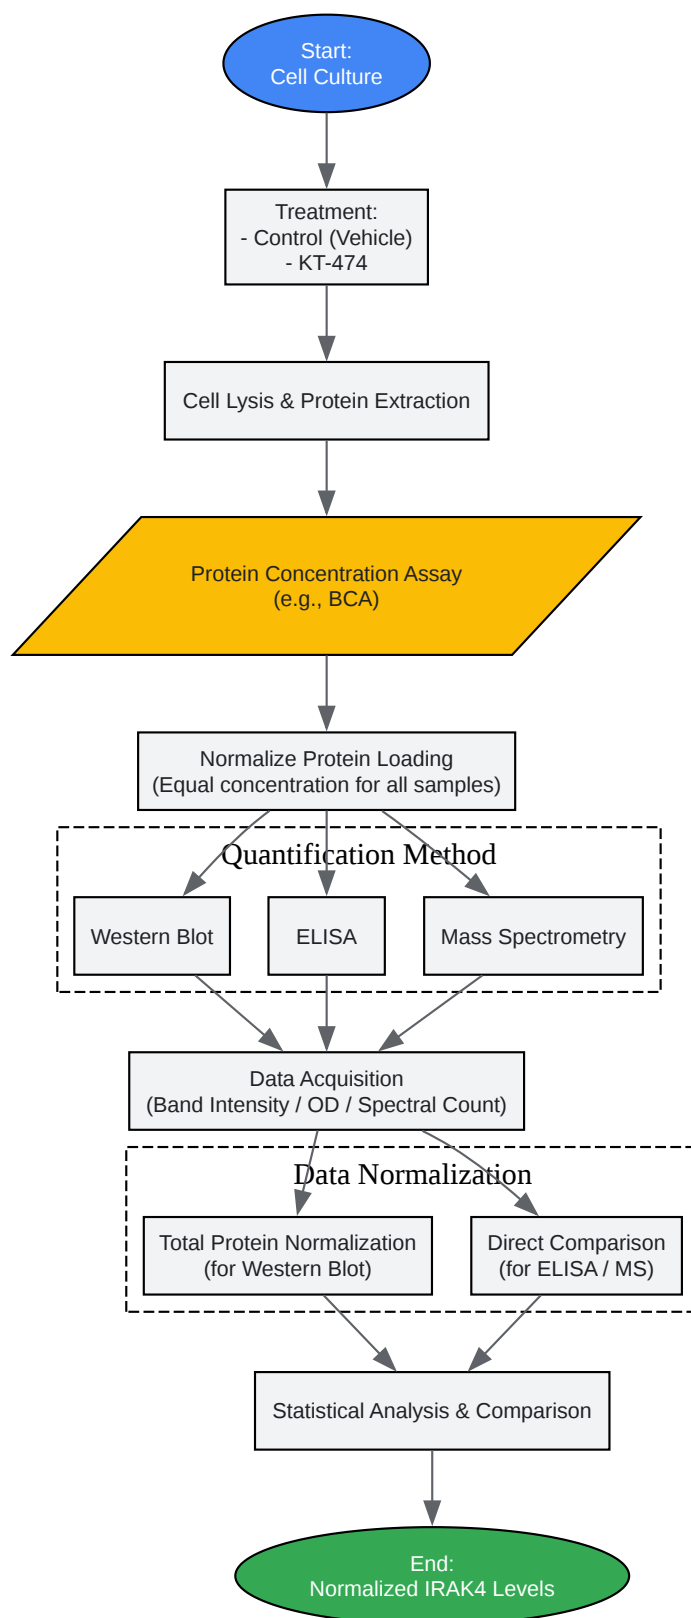 Start:
Cell Culture
Treatment:
- Control (Vehicle)
- KT-474
Cell Lysis & Protein Extraction
Protein Concentration Assay
(e.g., BCA)
Normalize Protein Loading
(Equal concentration for all samples)
Quantification Method
Western Blot
ELISA
Mass Spectrometry
Data Acquisition
(Band Intensity / OD / Spectral Count)
Data Normalization
Total Protein Normalization
(for Western Blot)
Direct Comparison
(for ELISA / MS)
Statistical Analysis & Comparison
End:
Normalized IRAK4 Levels